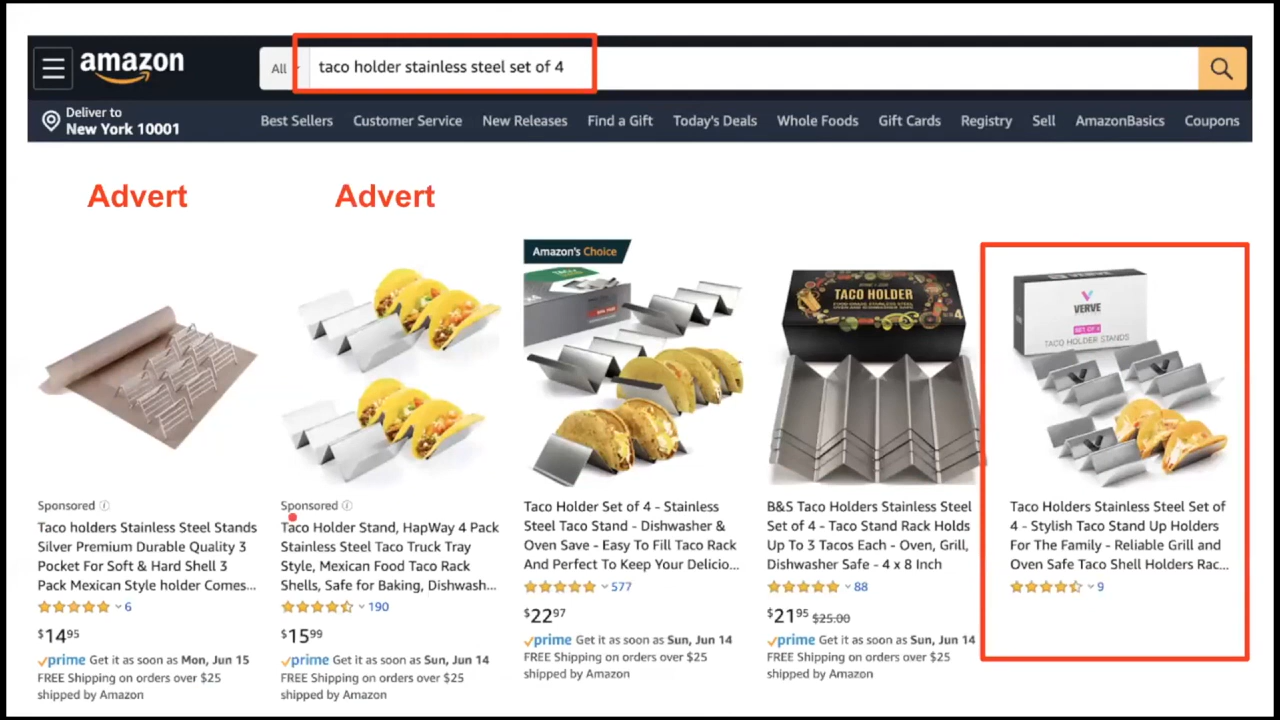 amazon
All
taco holder stainless steel set of 4
Deliver to
New York 10001
Best Sellers
Customer Service
New Releases
Find a Gift
Today's Deals
Whole Foods
Gift Cards
Registry
Sell
AmazonBasics
Coupons
Advert
Advert
Sponsored
Taco holders Stainless Steel Stands
Silver Premium Durable Quality 3
Pocket For Soft & Hard Shell 3
Pack Mexican Style holder Comes...
6
$14.95
prime Get it as soon as Mon, Jun 15
FREE Shipping on orders over $25
shipped by Amazon
Sponsored
Taco Holder Stand, HapWay 4 Pack
Stainless Steel Taco Truck Tray
Style, Mexican Food Taco Rack
Shells, Safe for Baking, Dishwash...
190
$15.99
prime Get it as soon as Sun, Jun 14
FREE Shipping on orders over $25
shipped by Amazon
Amazon's Choice
Taco Holder Set of 4 - Stainless
Steel Taco Stand - Dishwasher &
Oven Save - Easy To Fill Taco Rack
And Perfect To Keep Your Delicio...
577
$22.97
prime Get it as soon as Sun, Jun 14
FREE Shipping on orders over $25
shipped by Amazon
TACO HOLDER
4
B&S Taco Holders Stainless Steel
Set of 4 - Taco Stand Rack Holds
Up To 3 Tacos Each - Oven, Grill,
Dishwasher Safe - 4 x 8 Inch
88
$21.95 $25.00
prime Get it as soon as Sun, Jun 14
FREE Shipping on orders over $25
shipped by Amazon
VERVE
SET OF 4
TACO HOLDER STANDS
Taco Holders Stainless Steel Set of
4 - Stylish Taco Stand Up Holders
For The Family - Reliable Grill and
Oven Safe Taco Shell Holders Rac...
9